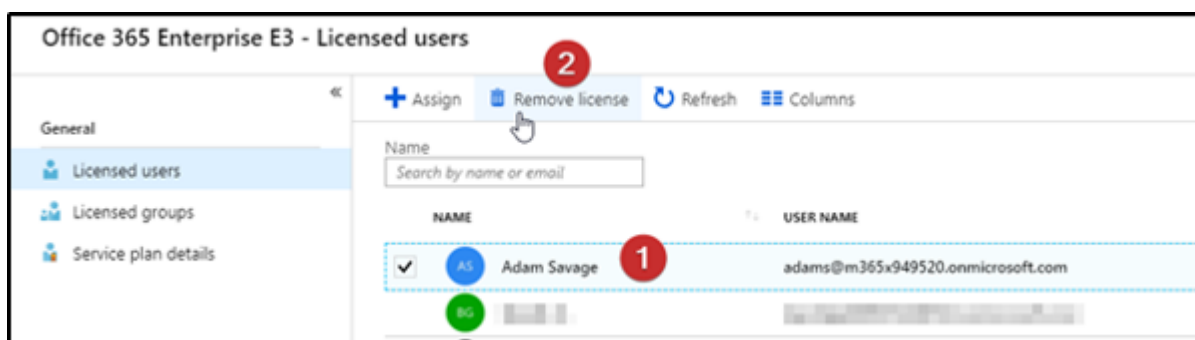 Office 365 Enterprise E3 - Licensed users
2
«
Assign Remove license Refresh Columns
General
Name
Search by name or email
Licensed users
Licensed groups
Service plan details
NAME USER NAME
AS Adam Savage 1 adams@m365x949520.onmicrosoft.com
BG